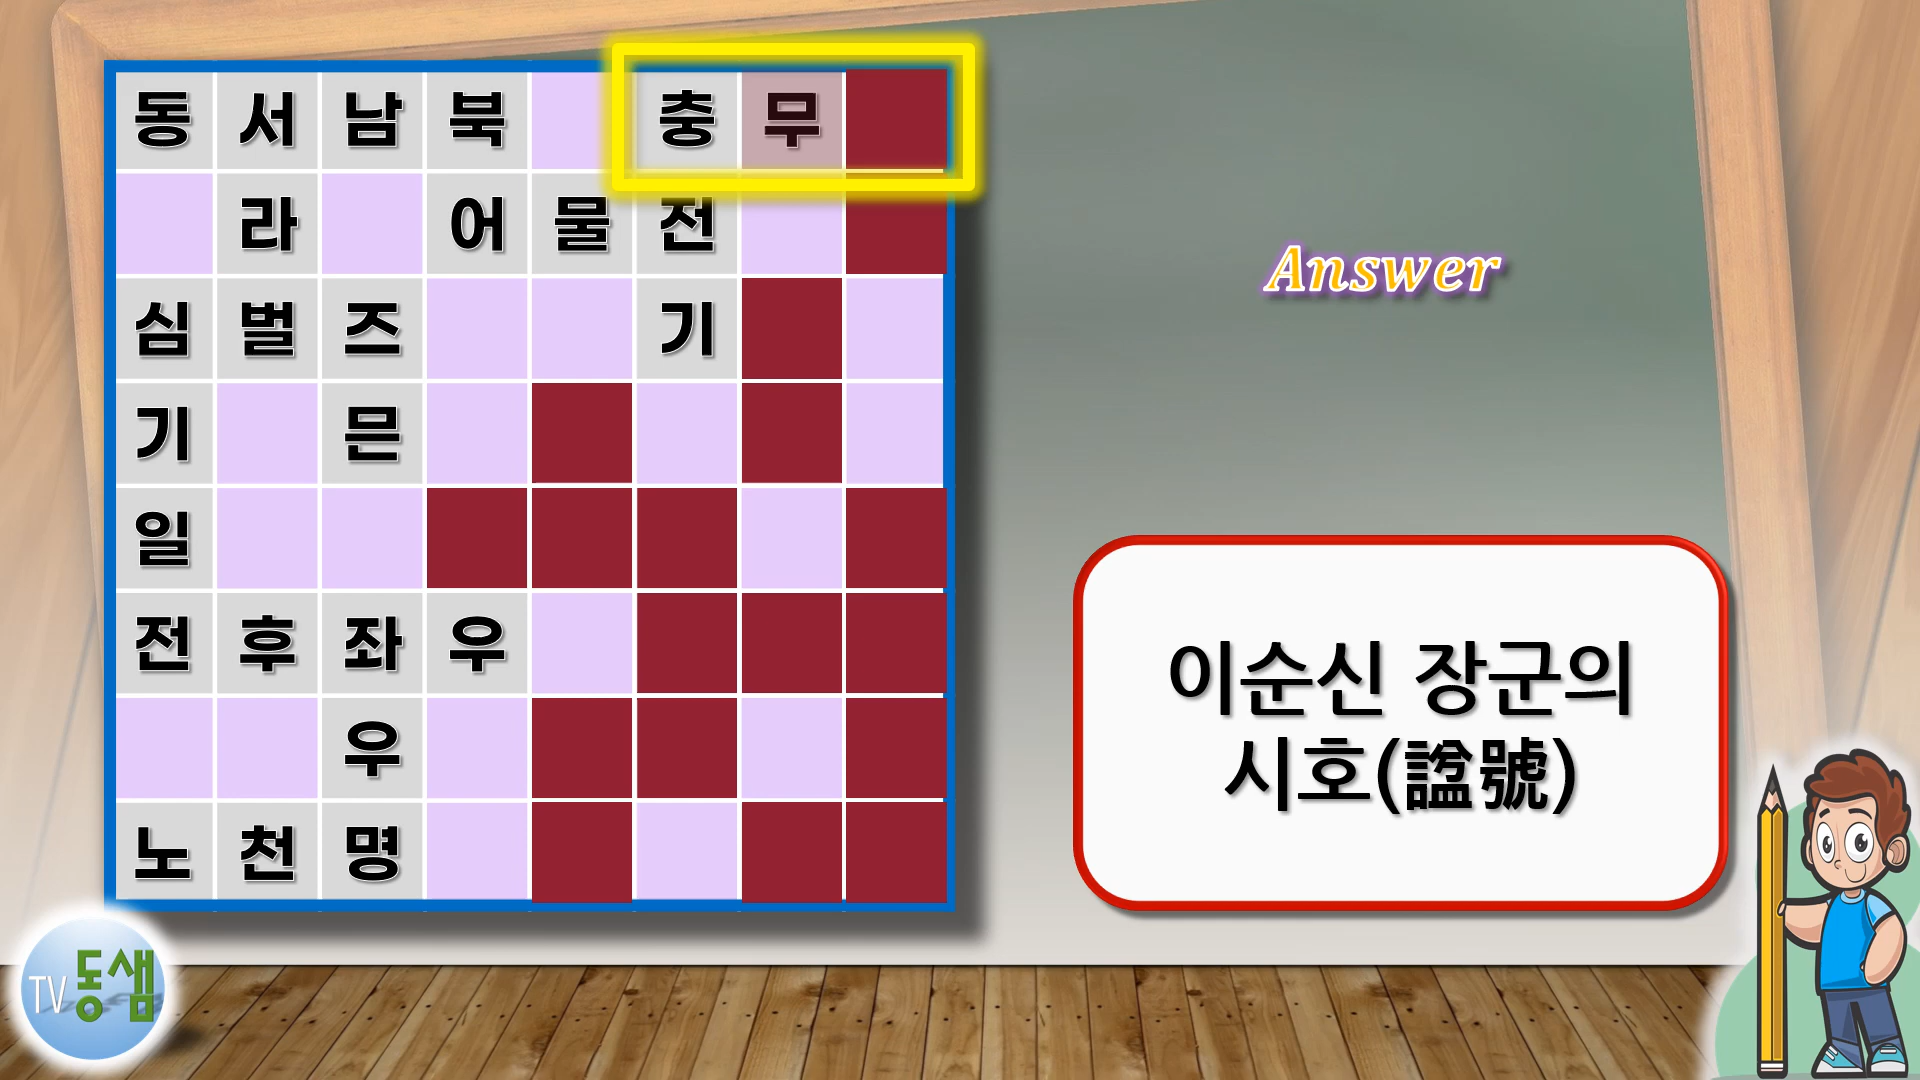 동 서 남 북 충 무
라 어 물 전
심 벌 즈 기
기 믄
일
전 후 좌 우
우
노 천 명
Answer
이순신 장군의
시호(諡號)
TV 동샘